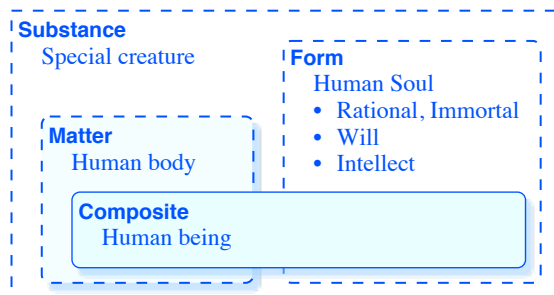 Substance
Special creature
Form
Human Soul
• Rational, Immortal
• Will
• Intellect
Matter
Human body
Composite
Human being